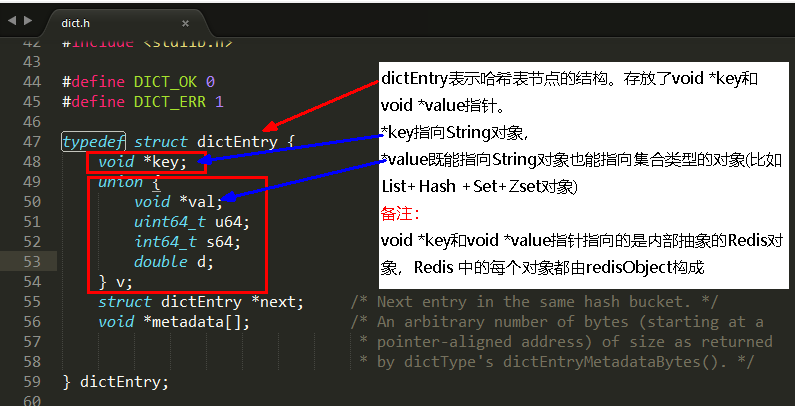 dict.h
42 #include <stdlib.h>
43
44 #define DICT_OK 0
45 #define DICT_ERR 1
46
47 typedef struct dictEntry {
48 void *key;
49 union {
50 void *val;
51 uint64_t u64;
52 int64_t s64;
53 double d;
54 } v;
55 struct dictEntry *next; /* Next entry in the same hash bucket. */
56 void *metadata[]; /* An arbitrary number of bytes (starting at a
57 * pointer-aligned address) of size as returned
58 * by dictType's dictEntryMetadataBytes(). */
59 } dictEntry;
60
dictEntry表示哈希表节点的结构。存放了void *key和
void *value指针。
*key指向String对象，
*value既能指向String对象也能指向集合类型的对象(比如
List+ Hash +Set+Zset对象)
备注：
void *key和void *value指针指向的是内部抽象的Redis对
象，Redis 中的每个对象都由redisObject构成